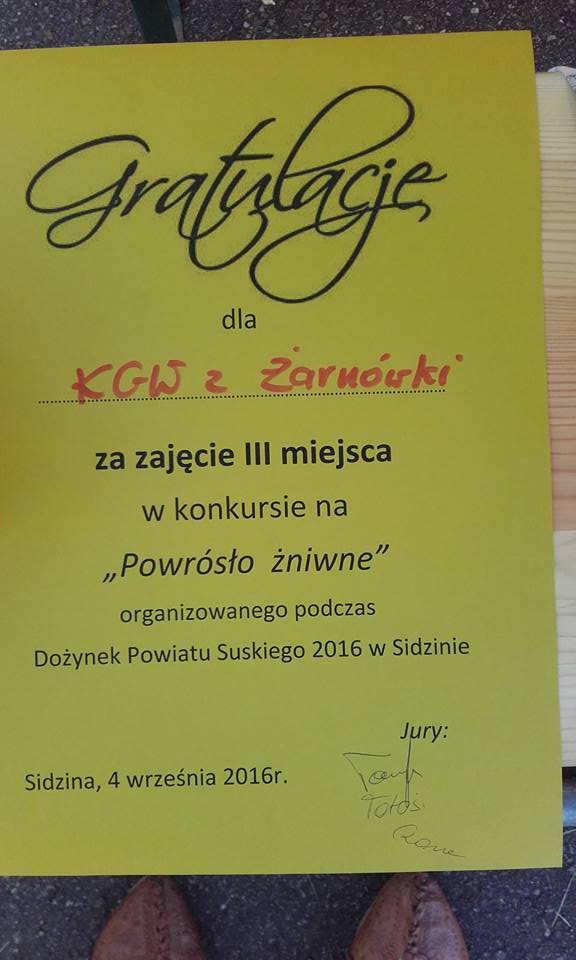 Gratulacje
dla
KGW z Żarnówki
za zajęcie III miejsca
w konkursie na
„Powrósło żniwne”
organizowanego podczas
Dożynek Powiatu Suskiego 2016 w Sidzinie
Jury:
Sidzina, 4 września 2016r.